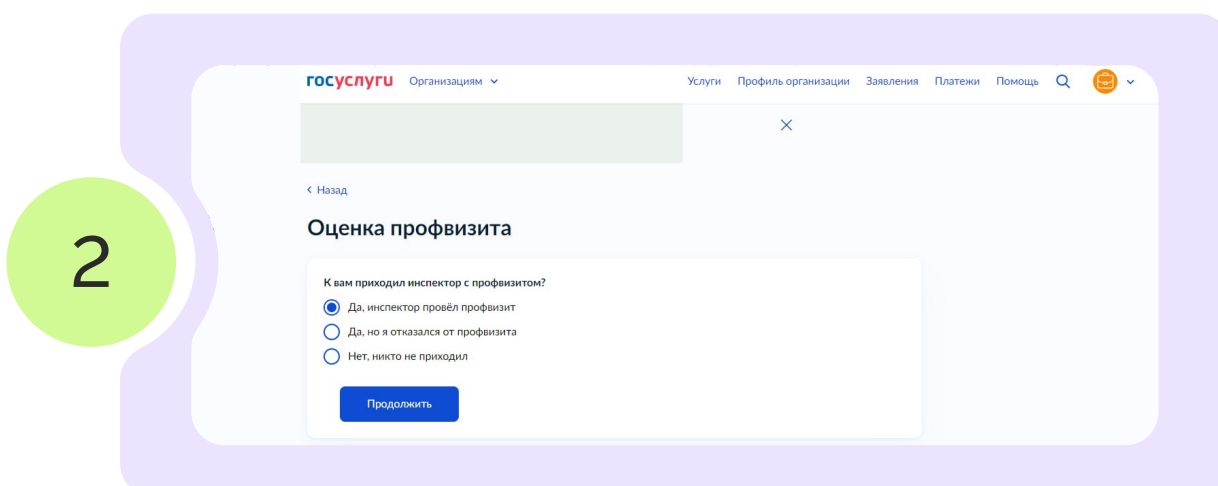 госуслуги Организациям Услуги Профиль организации Заявления Платежи Помощь
Назад
Оценка профвизита
2
К вам приходил инспектор с профвизитом?
Да, инспектор провёл профвизит
Да, но я отказался от профвизита
Нет, никто не приходил
Продолжить